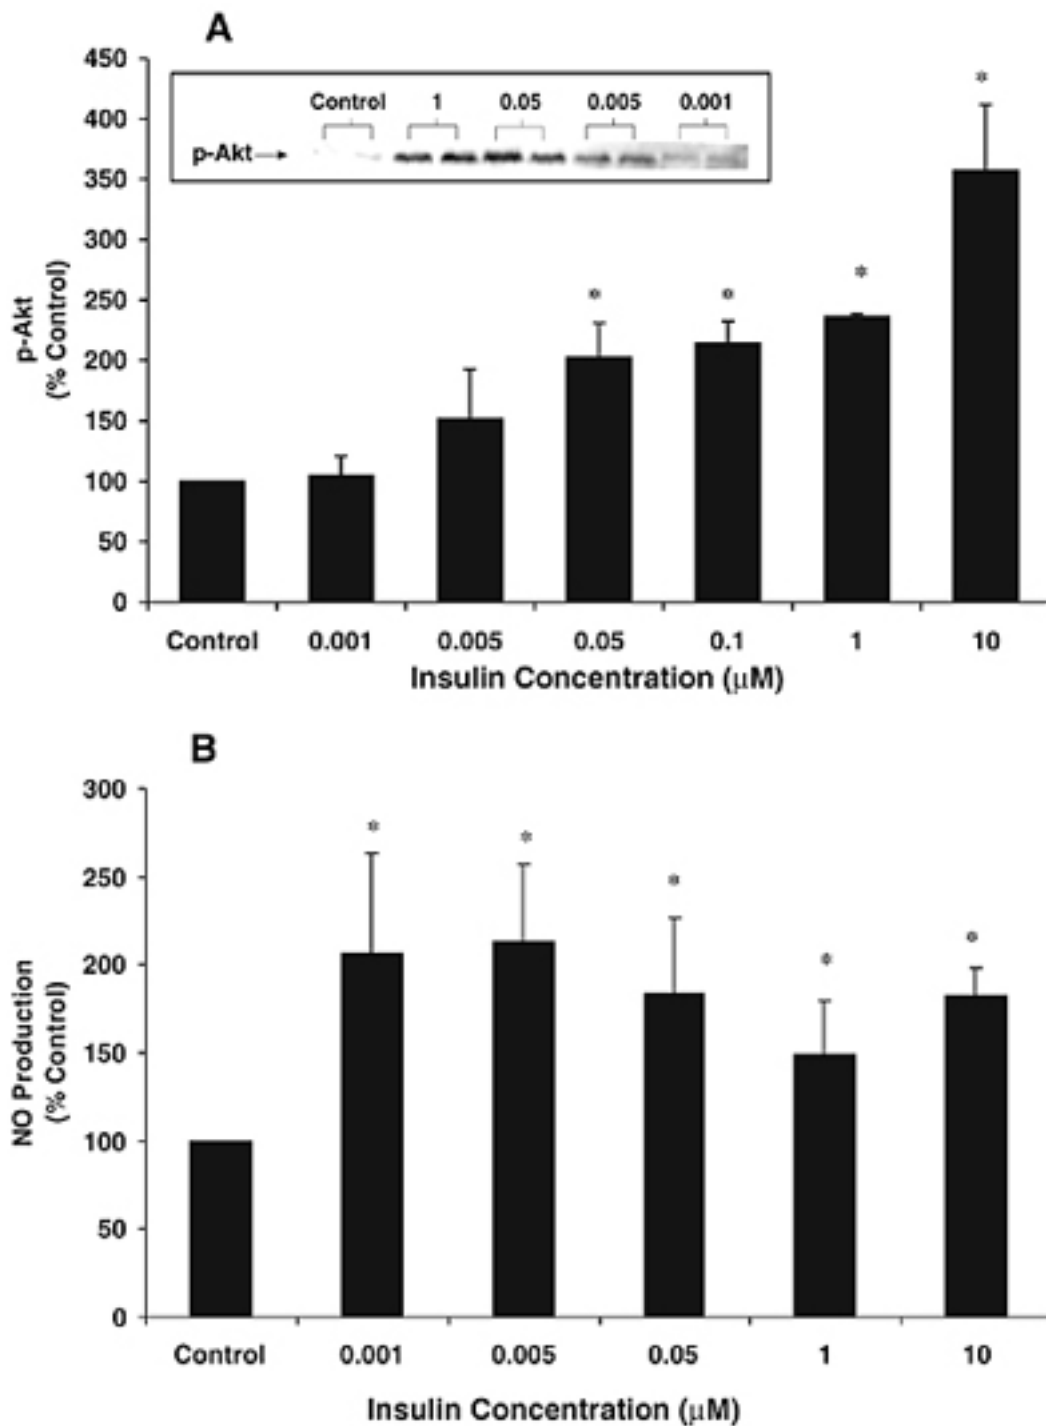 A
450
400
350
300
250
200
150
100
50
0
p-Akt
(% Control)
Control 1 0.05 0.005 0.001
p-Akt
* * * *
Control 0.001 0.005 0.05 0.1 1 10
Insulin Concentration (μM)
B
300
250
200
150
100
50
0
NO Production
(% Control)
* * * * *
Control 0.001 0.005 0.05 1 10
Insulin Concentration (μM)